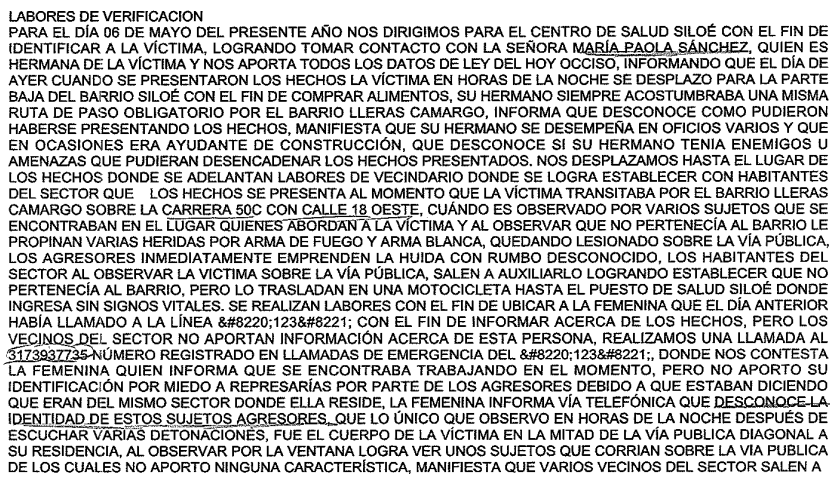 LABORES DE VERIFICACION
PARA EL DÍA 06 DE MAYO DEL PRESENTE AÑO NOS DIRIGIMOS PARA EL CENTRO DE SALUD SILOÉ CON EL FIN DE
IDENTIFICAR A LA VÍCTIMA, LOGRANDO TOMAR CONTACTO CON LA SEÑORA MARÍA PAOLA SÁNCHEZ, QUIEN ES
HERMANA DE LA VÍCTIMA Y NOS APORTA TODOS LOS DATOS DE LEY DEL HOY OCCISO, INFORMANDO QUE EL DÍA DE
AYER CUANDO SE PRESENTARON LOS HECHOS LA VÍCTIMA EN HORAS DE LA NOCHE SE DESPLAZO PARA LA PARTE
BAJA DEL BARRIO SILOÉ CON EL FIN DE COMPRAR ALIMENTOS, SU HERMANO SIEMPRE ACOSTUMBRABA UNA MISMA
RUTA DE PASO OBLIGATORIO POR EL BARRIO LLERAS CAMARGO, INFORMA QUE DESCONOCE COMO PUDIERON
HABERSE PRESENTANDO LOS HECHOS, MANIFIESTA QUE SU HERMANO SE DESEMPEÑA EN OFICIOS VARIOS Y QUE
EN OCASIONES ERA AYUDANTE DE CONSTRUCCIÓN, QUE DESCONOCE SI SU HERMANO TENIA ENEMIGOS U
AMENAZAS QUE PUDIERAN DESENCADENAR LOS HECHOS PRESENTADOS. NOS DESPLAZAMOS HASTA EL LUGAR DE
LOS HECHOS DONDE SE ADELANTAN LABORES DE VECINDARIO DONDE SE LOGRA ESTABLECER CON HABITANTES
DEL SECTOR QUE LOS HECHOS SE PRESENTA AL MOMENTO QUE LA VÍCTIMA TRANSITABA POR EL BARRIO LLERAS
CAMARGO SOBRE LA CARRERA 50C CON CALLE 18 OESTE, CUÁNDO ES OBSERVADO POR VARIOS SUJETOS QUE SE
ENCONTRABAN EN EL LUGAR QUIENES ABORDAN A LA VÍCTIMA Y AL OBSERVAR QUE NO PERTENECÍA AL BARRIO LE
PROPINAN VARIAS HERIDAS POR ARMA DE FUEGO Y ARMA BLANCA, QUEDANDO LESIONADO SOBRE LA VÍA PÚBLICA,
LOS AGRESORES INMEDIATAMENTE EMPRENDEN LA HUIDA CON RUMBO DESCONOCIDO, LOS HABITANTES DEL
SECTOR AL OBSERVAR LA VICTIMA SOBRE LA VÍA PÚBLICA, SALEN A AUXILIARLO LOGRANDO ESTABLECER QUE NO
PERTENECÍA AL BARRIO, PERO LO TRASLADAN EN UNA MOTOCICLETA HASTA EL PUESTO DE SALUD SILOÉ DONDE
INGRESA SIN SIGNOS VITALES. SE REALIZAN LABORES CON EL FIN DE UBICAR A LA FEMENINA QUE EL DÍA ANTERIOR
HABÍA LLAMADO A LA LÍNEA &#8220;123&#8221; CON EL FIN DE INFORMAR ACERCA DE LOS HECHOS, PERO LOS
VECINOS DEL SECTOR NO APORTAN INFORMACIÓN ACERCA DE ESTA PERSONA, REALIZAMOS UNA LLAMADA AL
3173937735 NÚMERO REGISTRADO EN LLAMADAS DE EMERGENCIA DEL &#8220;123&#8221;, DONDE NOS CONTESTA
LA FEMENINA QUIEN INFORMA QUE SE ENCONTRABA TRABAJANDO EN EL MOMENTO, PERO NO APORTO SU
IDENTIFICACIÓN POR MIEDO A REPRESARÍAS POR PARTE DE LOS AGRESORES DEBIDO A QUE ESTABAN DICIENDO
QUE ERAN DEL MISMO SECTOR DONDE ELLA RESIDE, LA FEMENINA INFORMA VÍA TELEFÓNICA QUE DESCONOCE LA
IDENTIDAD DE ESTOS SUJETOS AGRESORES, QUE LO ÚNICO QUE OBSERVO EN HORAS DE LA NOCHE DESPUÉS DE
ESCUCHAR VARIAS DETONACIONES, FUE EL CUERPO DE LA VÍCTIMA EN LA MITAD DE LA VÍA PUBLICA DIAGONAL A
SU RESIDENCIA, AL OBSERVAR POR LA VENTANA LOGRA VER UNOS SUJETOS QUE CORRIAN SOBRE LA VIA PUBLICA
DE LOS CUALES NO APORTO NINGUNA CARACTERÍSTICA, MANIFIESTA QUE VARIOS VECINOS DEL SECTOR SALEN A